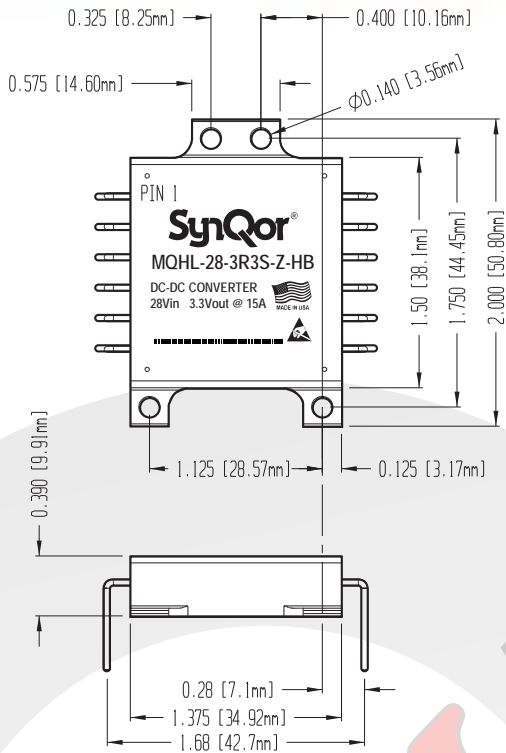 0.325 [8.25mm]
0.400 [10.16mm]
0.575 [14.60mm]
Ø0.140 [3.56mm]
PIN 1
SynQor®
MQHL-28-3R3S-Z-HB
DC-DC CONVERTER
28Vin 3.3Vout @ 15A
MADE IN USA
1.50 [38.1mm]
1.750 [44.45mm]
2.000 [50.80mm]
1.125 [28.57mm]
0.125 [3.17mm]
0.390 [9.91mm]
0.28 [7.1mm]
1.375 [34.92mm]
1.68 [42.7mm]